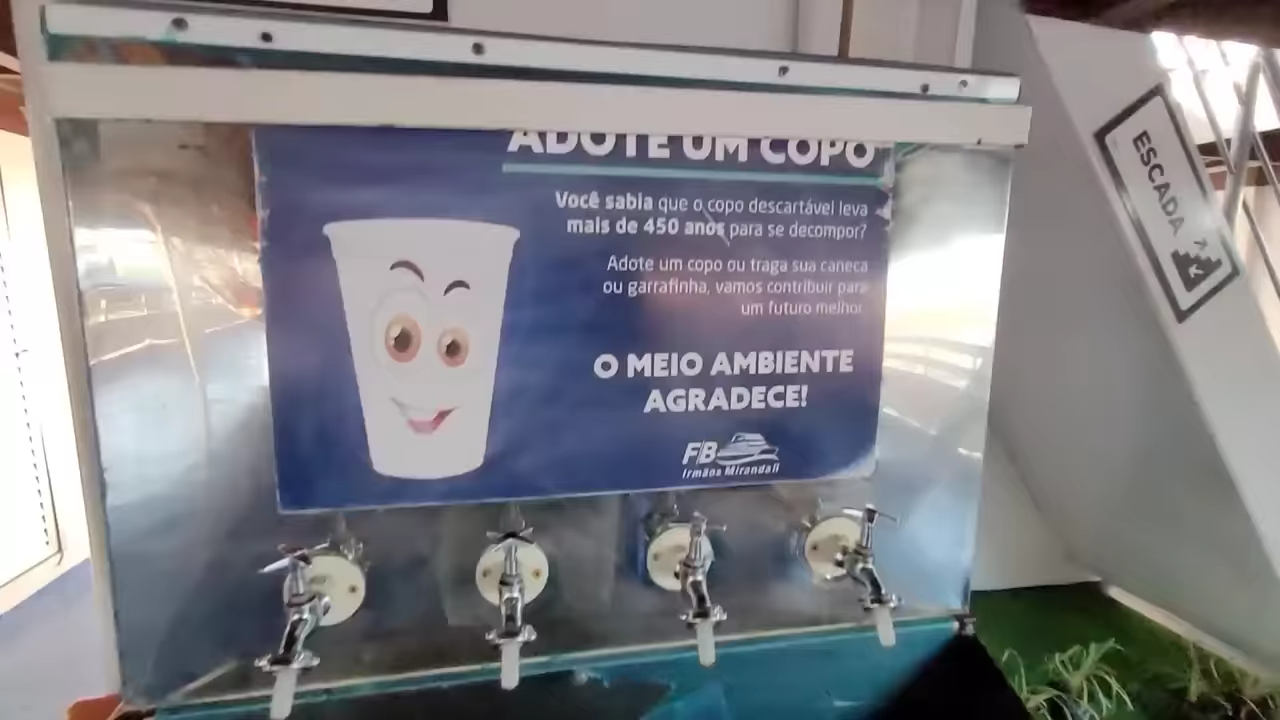 ADOTE UM COPO
Você sabia que o copo descartável leva
mais de 450 anos para se decompor?
Adote um copo ou traga sua caneca
ou garrafinha, vamos contribuir para
um futuro melhor.
O MEIO AMBIENTE
AGRADECE!
F/B
Irmãos Miranda II
ESCADA